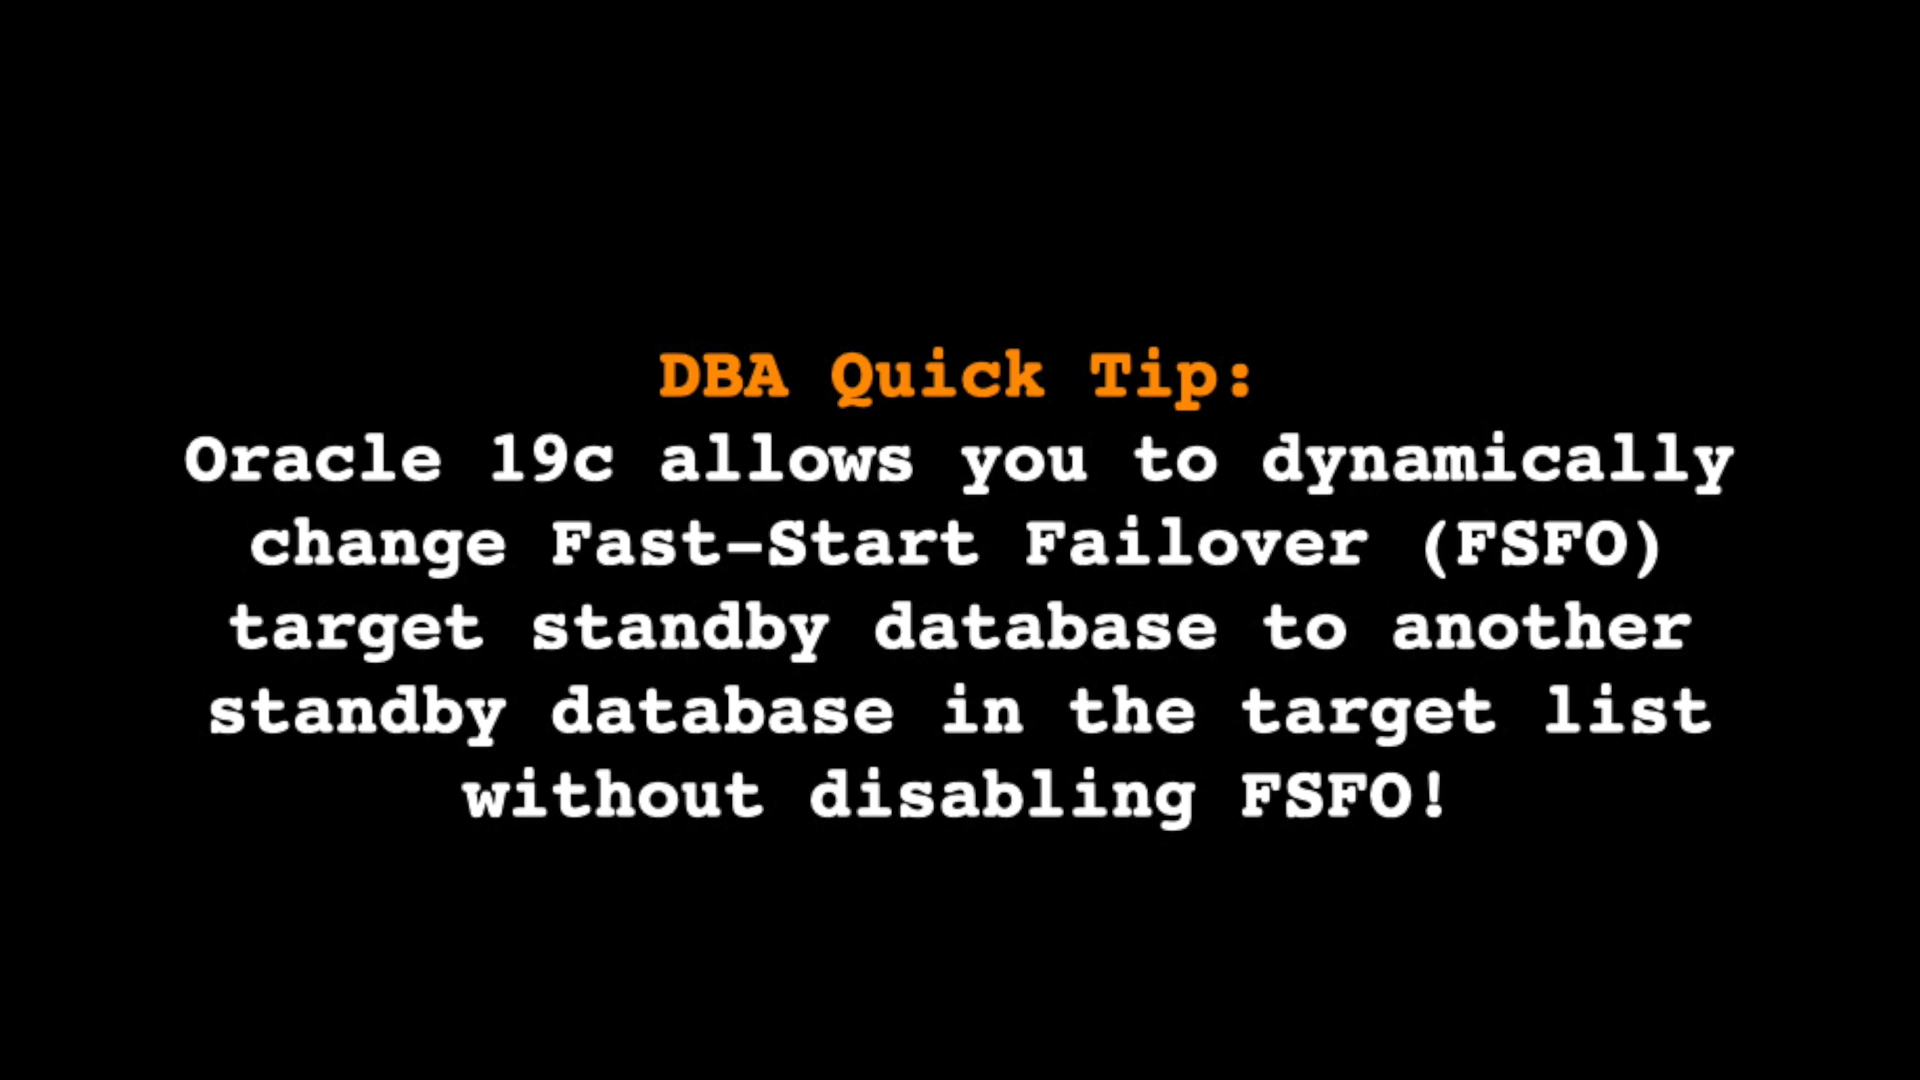 DBA Quick Tip:
Oracle 19c allows you to dynamically
change Fast-Start Failover (FSFO)
target standby database to another
standby database in the target list
without disabling FSFO!